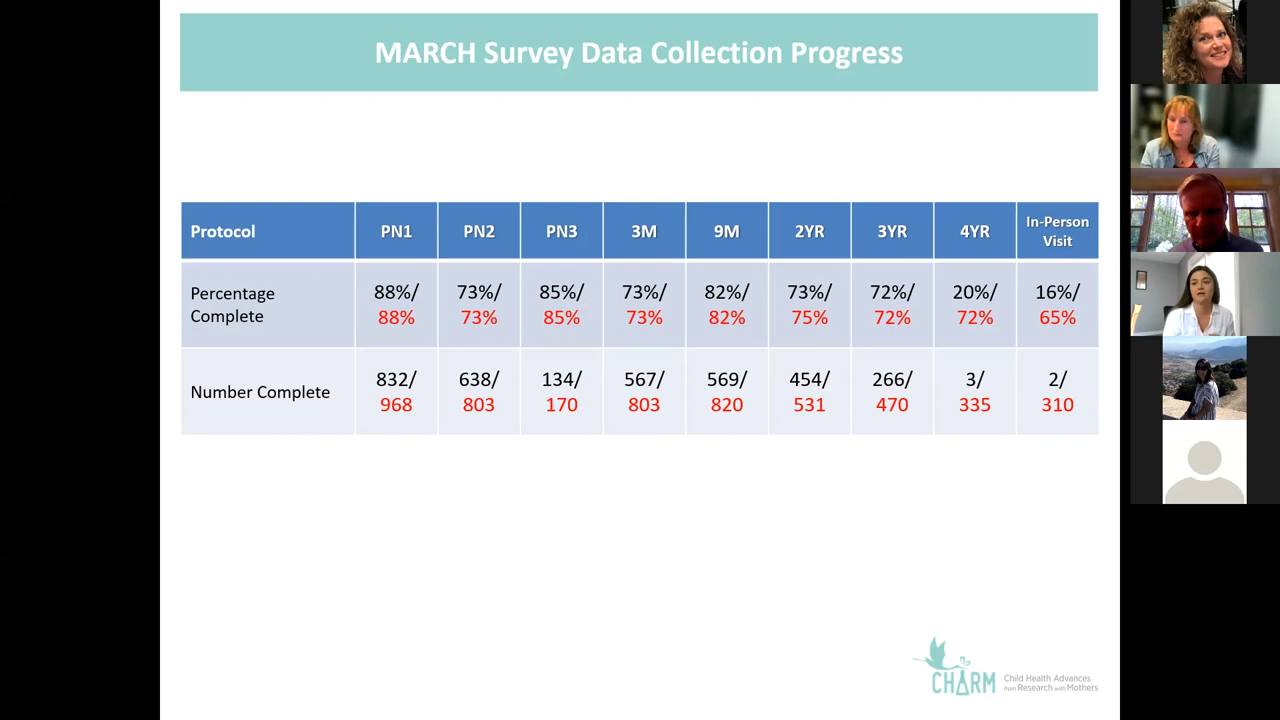 MARCH Survey Data Collection Progress
Protocol PN1 PN2 PN3 3M 9M 2YR 3YR 4YR In-Person Visit
Percentage Complete 88%/ 88% 73%/ 73% 85%/ 85% 73%/ 73% 82%/ 82% 73%/ 75% 72%/ 72% 20%/ 72% 16%/ 65%
Number Complete 832/ 968 638/ 803 134/ 170 567/ 803 569/ 820 454/ 531 266/ 470 3/ 335 2/ 310
CHARM
Child Health Advances
from Research with Mothers